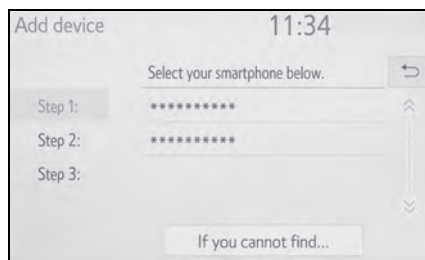 Add device 11:34
Select your smartphone below.
Step 1: **********
Step 2: **********
Step 3:
If you cannot find...